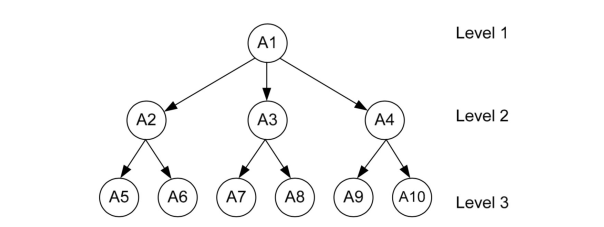 A1 Level 1
A2 A3 A4 Level 2
A5 A6 A7 A8 A9 A10 Level 3